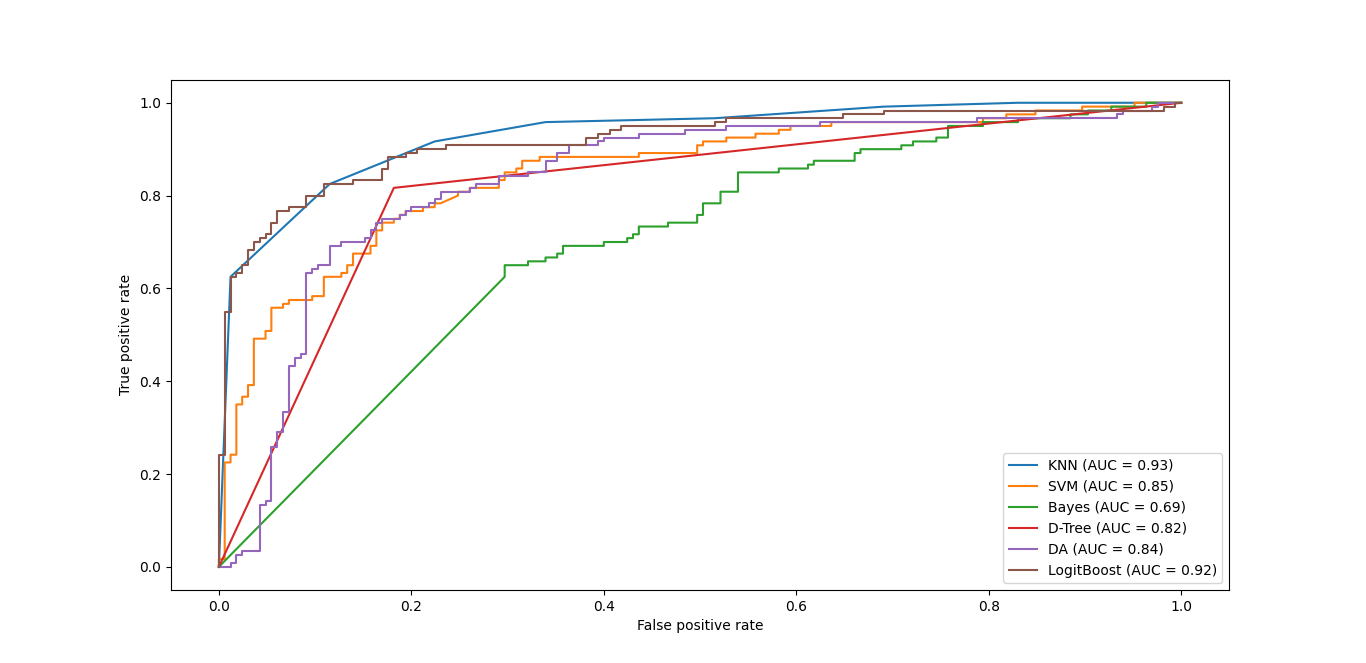 1.0
0.8
0.6
0.4
0.2
0.0
True positive rate
KNN (AUC = 0.93)
SVM (AUC = 0.85)
Bayes (AUC = 0.69)
D-Tree (AUC = 0.82)
DA (AUC = 0.84)
LogitBoost (AUC = 0.92)
0.0 0.2 0.4 0.6 0.8 1.0
False positive rate